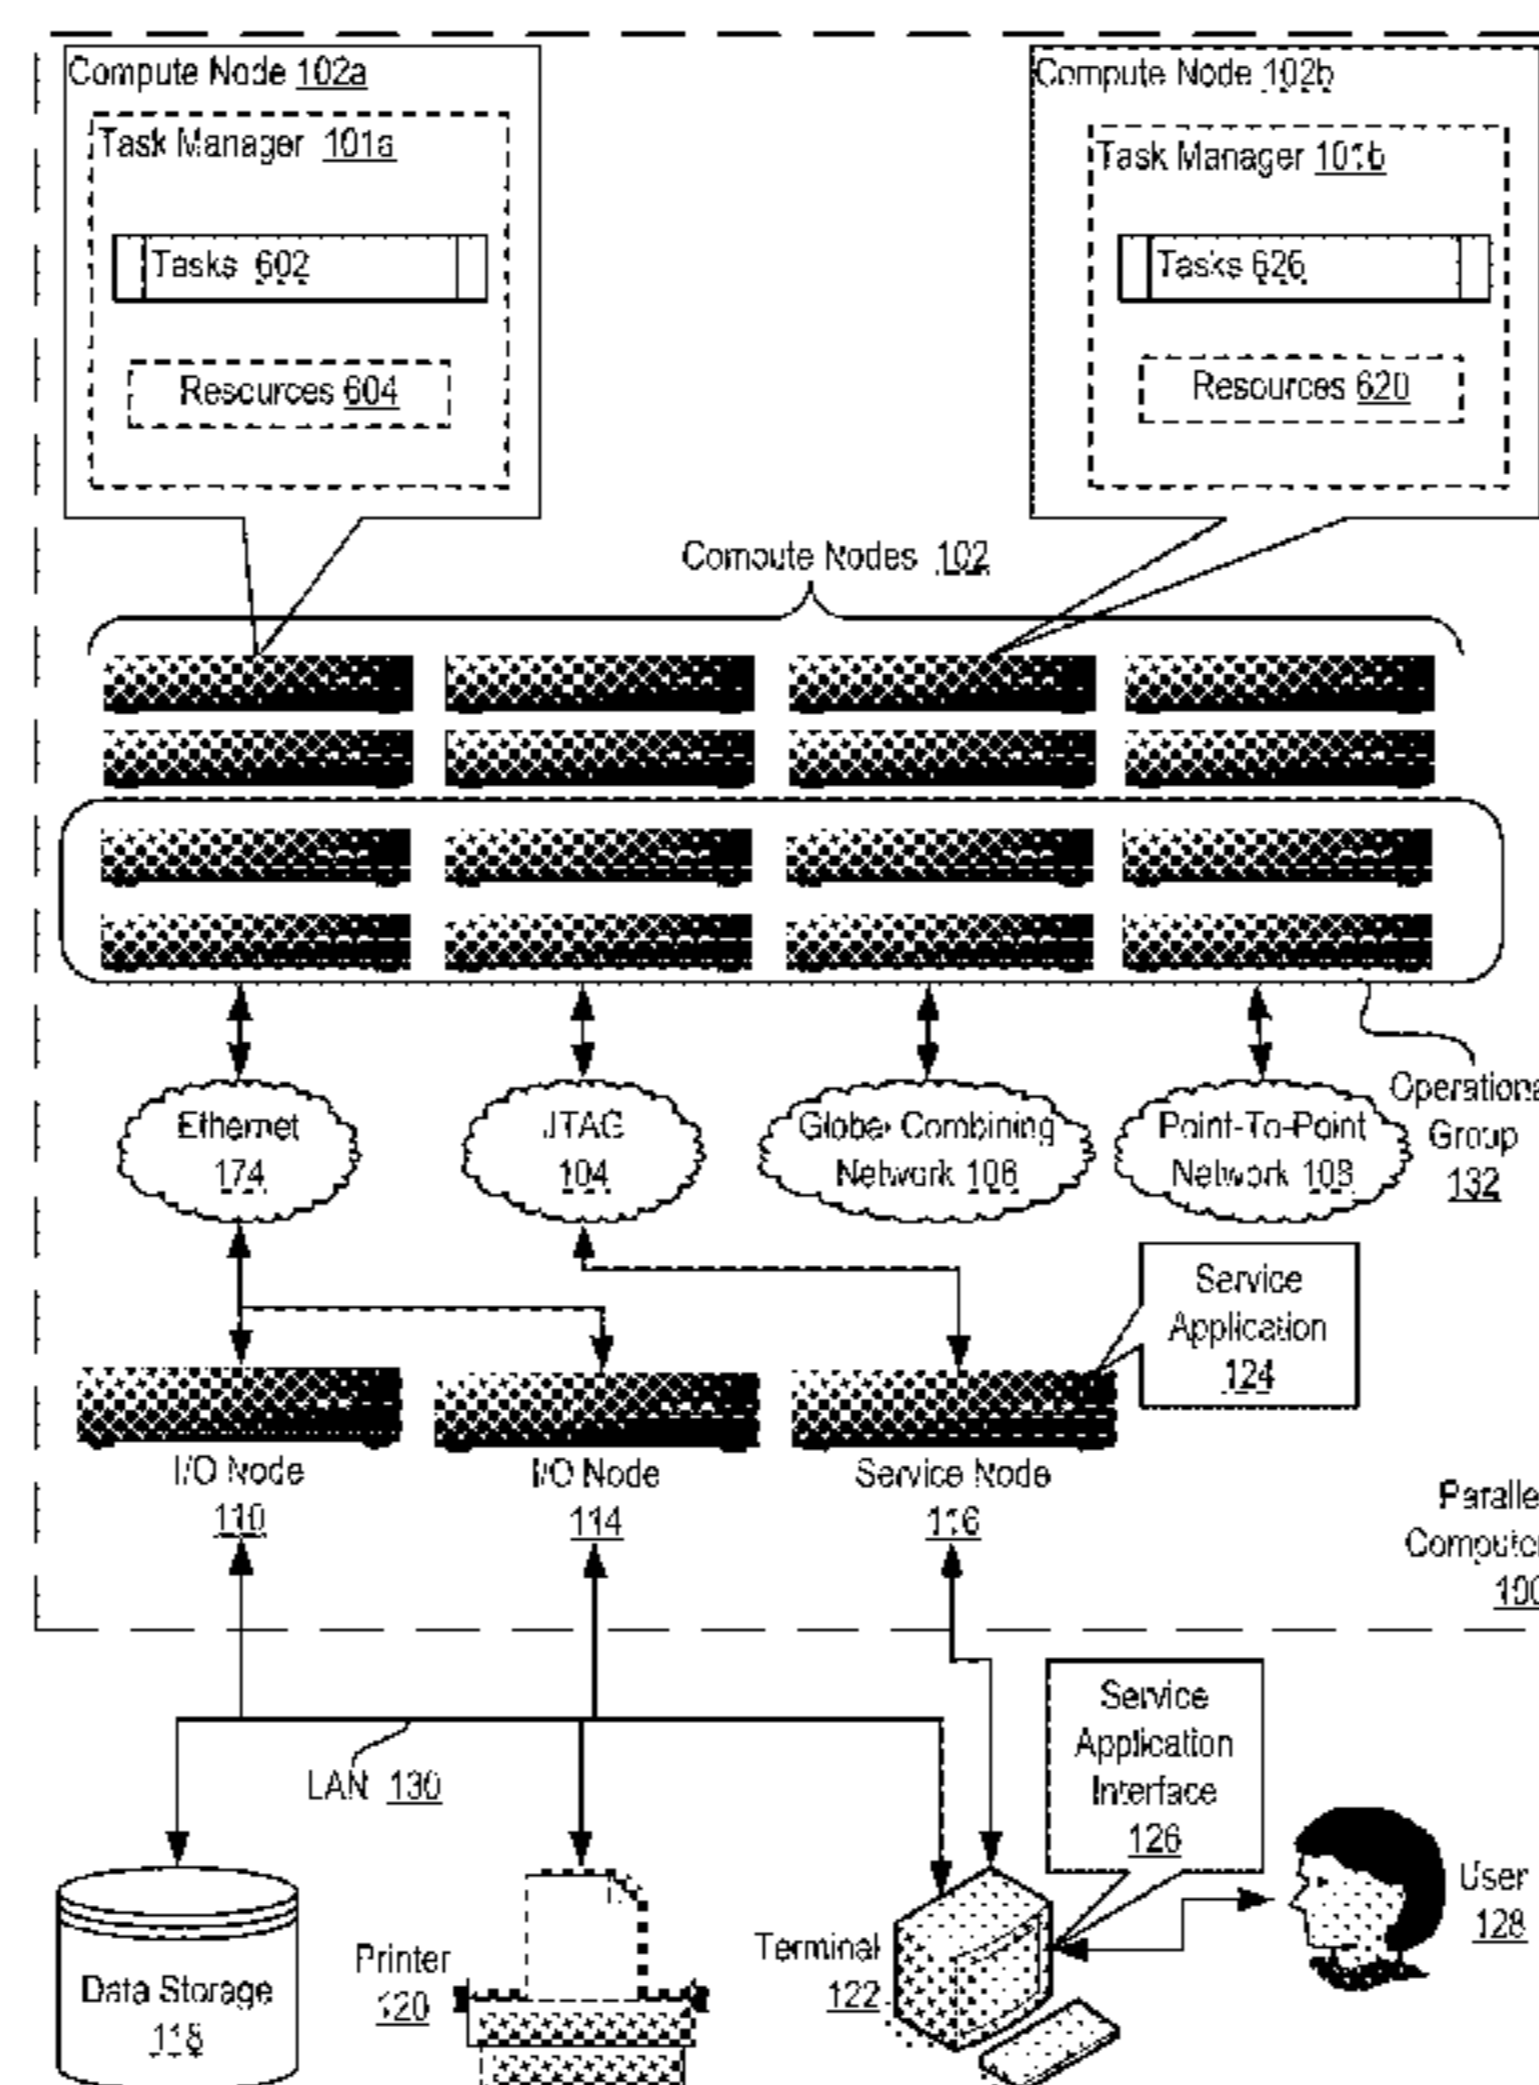 Compute Node 102a
Task Manager 101a
Tasks 602
Resources 604
Compute Node 102b
Task Manager 101b
Tasks 626
Resources 620
Compute Nodes 102
Ethernet
174
JTAG
104
Global Combining
Network 106
Point-To-Point
Network 108
Operationa
Group
132
Service
Application
124
I/O Node
110
I/O Node
114
Service Node
116
Paralle
Computer
100
LAN 130
Service
Application
Interface
126
Data Storage
118
Printer
120
Terminal
122
User
128